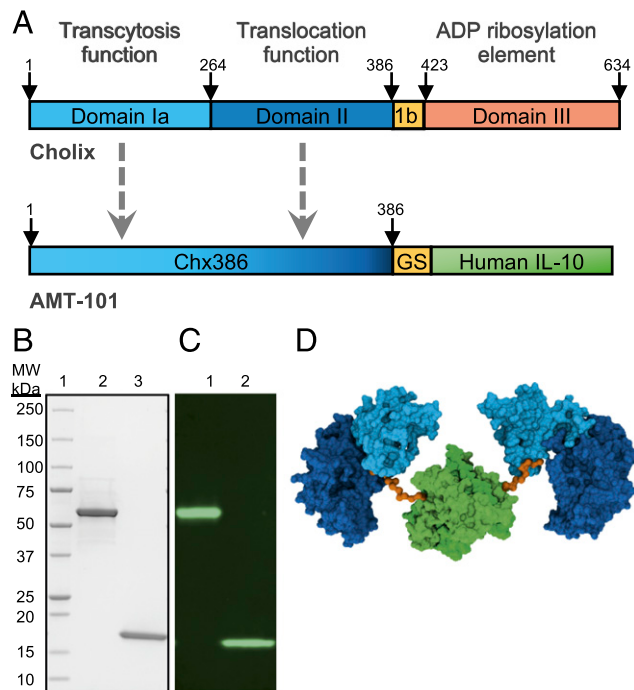 A
Transcytosis function
Translocation function
ADP ribosylation element
1 264 386 423 634
Domain Ia Domain II 1b Domain III
Cholix
1 386
Chx386 GS Human IL-10
AMT-101
B C D
MW kDa
1 2 3
1 2
250
150
100
75
50
37
25
20
15
10